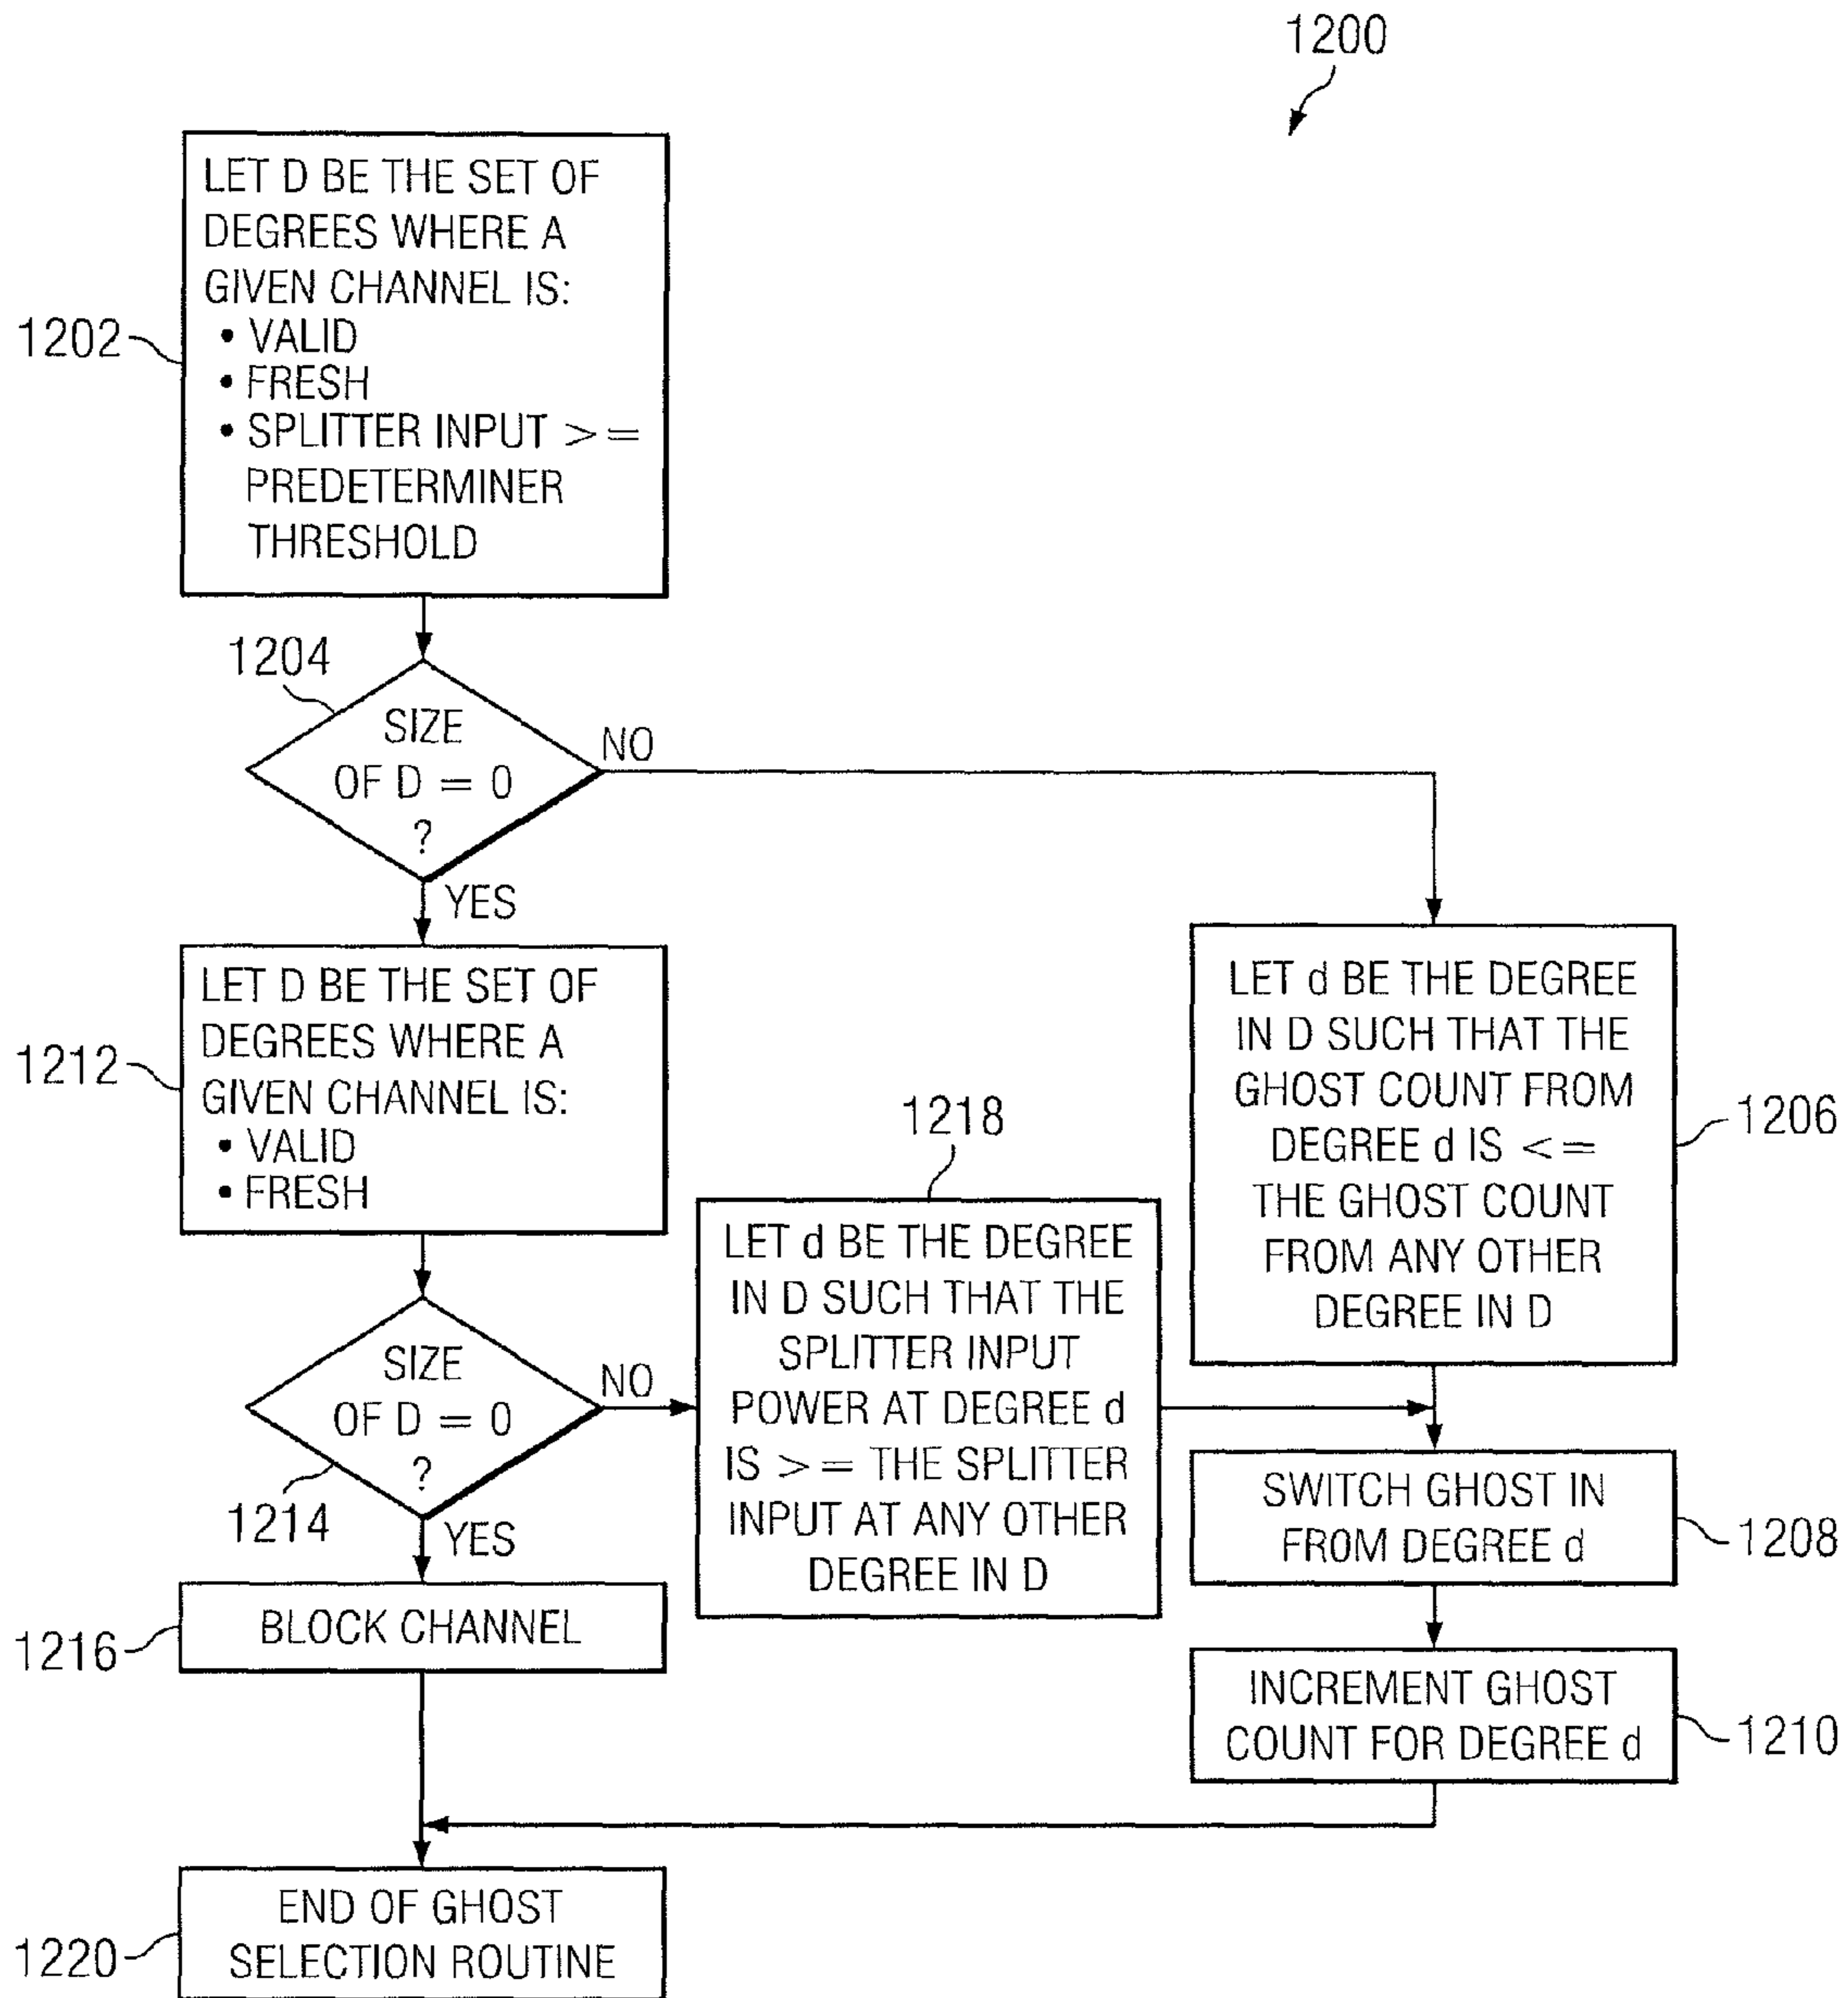 1200
LET D BE THE SET OF
DEGREES WHERE A
GIVEN CHANNEL IS:
• VALID
• FRESH
• SPLITTER INPUT >=
PREDETERMINER
THRESHOLD
1202
1204
SIZE
OF D = 0
?
NO
YES
LET D BE THE SET OF
DEGREES WHERE A
GIVEN CHANNEL IS:
• VALID
• FRESH
1212
LET d BE THE DEGREE
IN D SUCH THAT THE
GHOST COUNT FROM
DEGREE d IS <=
THE GHOST COUNT
FROM ANY OTHER
DEGREE IN D
1206
1218
LET d BE THE DEGREE
IN D SUCH THAT THE
SPLITTER INPUT
POWER AT DEGREE d
IS >= THE SPLITTER
INPUT AT ANY OTHER
DEGREE IN D
SIZE
OF D = 0
?
NO
1214
YES
SWITCH GHOST IN
FROM DEGREE d
1208
BLOCK CHANNEL
1216
INCREMENT GHOST
COUNT FOR DEGREE d
1210
END OF GHOST
SELECTION ROUTINE
1220